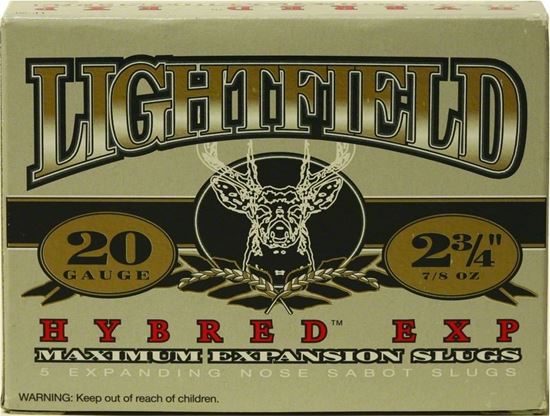 LIGHTFIELD
20
GAUGE
2 3/4"
7/8 OZ
HYBRED™ EXP
MAXIMUM EXPANSION SLUGS
5 EXPANDING NOSE SABOT SLUGS
WARNING: Keep out of reach of children.